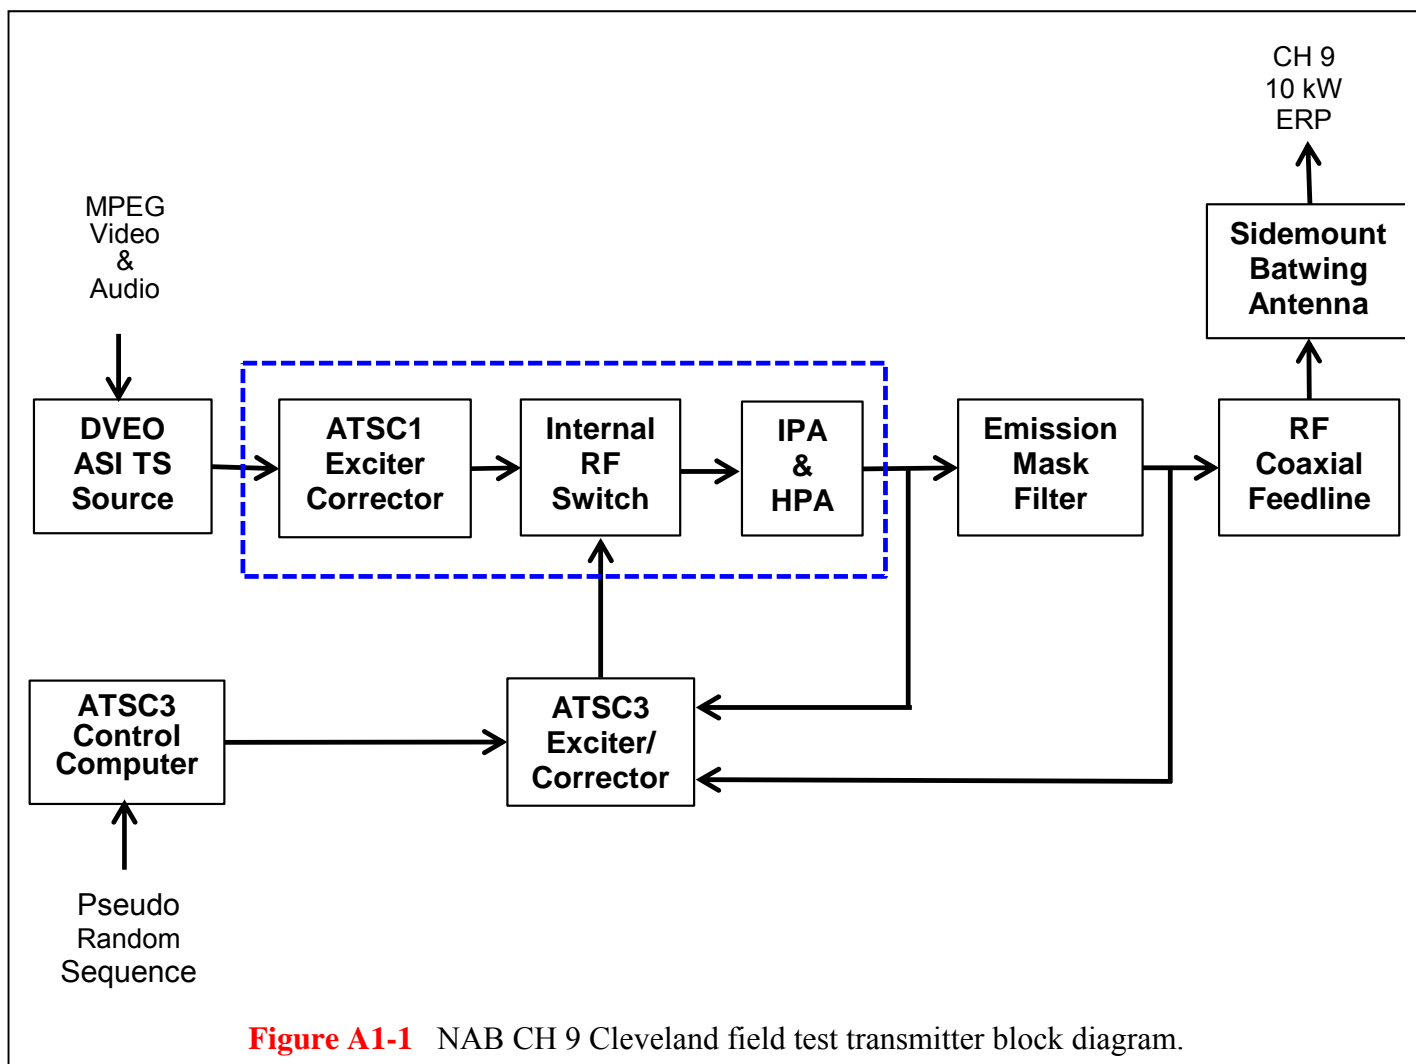 CH 9
10 kW
ERP
MPEG
Video
&
Audio
Sidemount
Batwing
Antenna
DVEO
ASI TS
Source
ATSC1
Exciter
Corrector
Internal
RF
Switch
IPA
&
HPA
Emission
Mask
Filter
RF
Coaxial
Feedline
ATSC3
Control
Computer
ATSC3
Exciter/
Corrector
Pseudo
Random
Sequence
Figure A1-1 NAB CH 9 Cleveland field test transmitter block diagram.